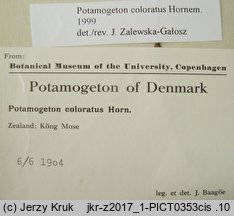 Potamogeton coloratus Hornem.
1999
det./rev. J. Zalewska-Gałosz
From:
Botanical Museum of the University, Copenhagen
Potamogeton of Denmark
Potamogeton coloratus Horn.
Zealand: Köng Mose
6/6 1904
leg. et det. J. Baagöe
(c) Jerzy Kruk jkr-z2017_1-PICT0353cis .10